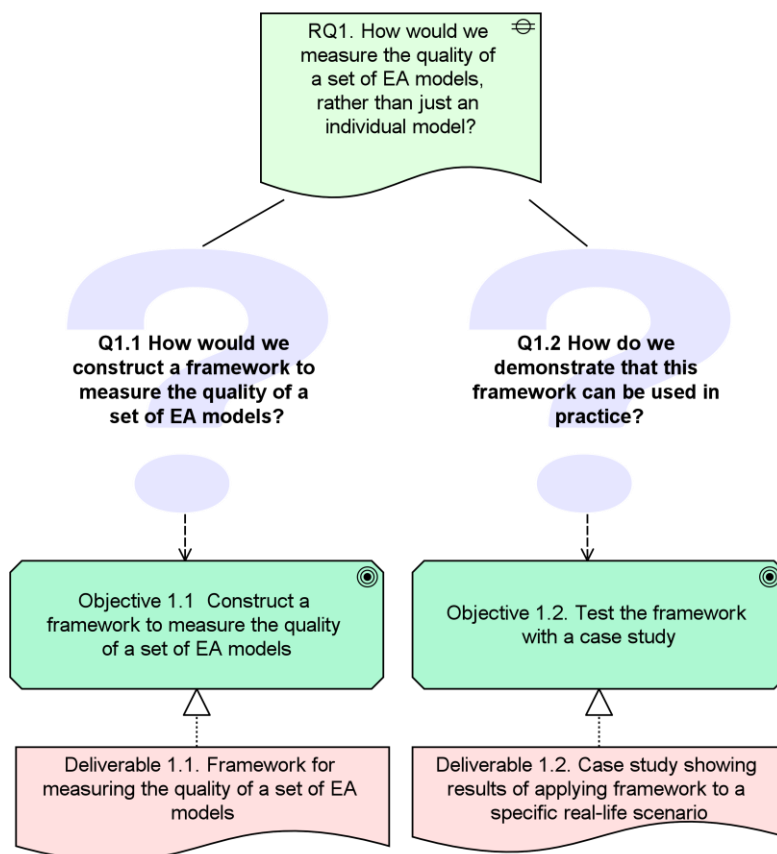 RQ1. How would we
measure the quality of
a set of EA models,
rather than just an
individual model?
Q1.1 How would we
construct a framework to
measure the quality of a
set of EA models?
Q1.2 How do we
demonstrate that this
framework can be used in
practice?
Objective 1.1 Construct a
framework to measure the quality
of a set of EA models
Objective 1.2. Test the framework
with a case study
Deliverable 1.1. Framework for
measuring the quality of a set of EA
models
Deliverable 1.2. Case study showing
results of applying framework to a
specific real-life scenario